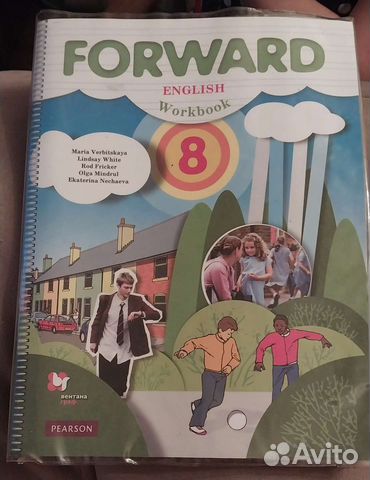 FORWARD
ENGLISH
Workbook
8
Maria Verbitskaya
Lindsay White
Rod Fricker
Olga Mindrul
Ekaterina Nechaeva
вентана
граф
PEARSON
Avito